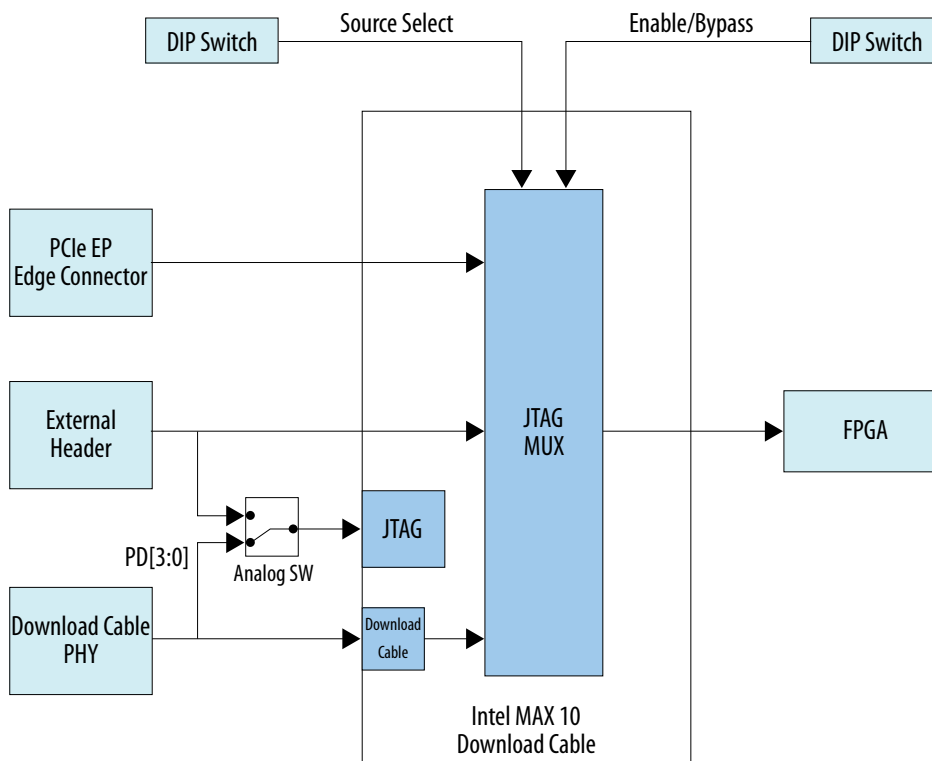 DIP Switch
Source Select
Enable/Bypass
DIP Switch
PCIe EP
Edge Connector
External
Header
JTAG
MUX
FPGA
JTAG
PD[3:0]
Analog SW
Download Cable
PHY
Download
Cable
Intel MAX 10
Download Cable